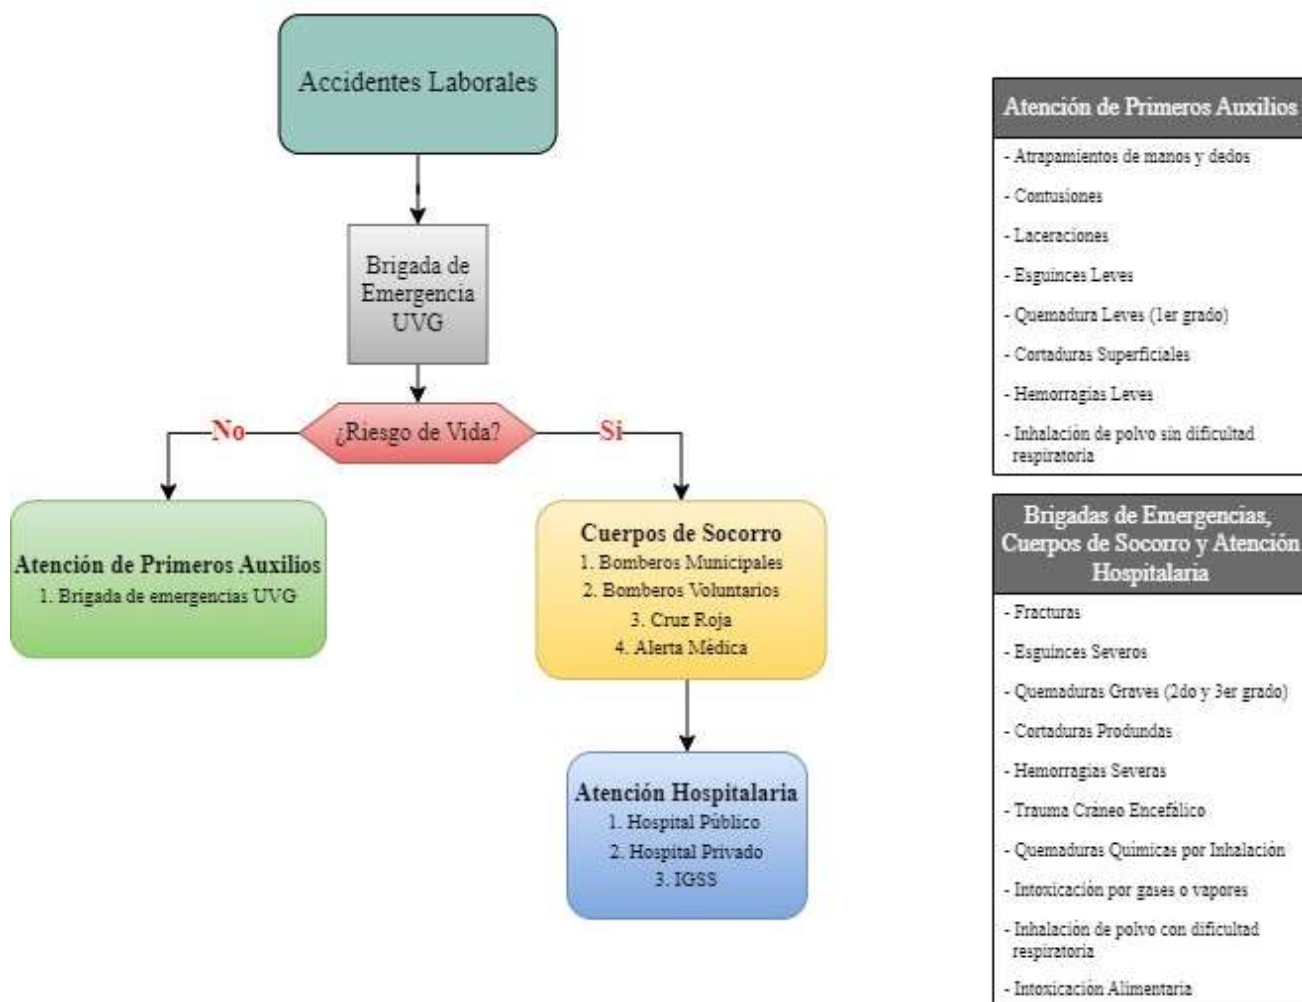 Accidentes Laborales
Brigada de
Emergencia
UVG
¿Riesgo de Vida?
No
Si
Atención de Primeros Auxilios
1. Brigada de emergencias UVG
Cuerpos de Socorro
1. Bomberos Municipales
2. Bomberos Voluntarios
3. Cruz Roja
4. Alerta Médica
Atención Hospitalaria
1. Hospital Público
2. Hospital Privado
3. IGSS
Atención de Primeros Auxilios
- Atrapamientos de manos y dedos
- Contusiones
- Laceraciones
- Esguinces Leves
- Quemadura Leves (1er grado)
- Cortaduras Superficiales
- Hemorragias Leves
- Inhalación de polvo sin dificultad
respiratoria
Brigadas de Emergencias,
Cuerpos de Socorro y Atención
Hospitalaria
- Fracturas
- Esguinces Severos
- Quemaduras Graves (2do y 3er grado)
- Cortaduras Produndas
- Hemorragias Severas
- Trauma Cráneo Encefálico
- Quemaduras Químicas por Inhalación
- Intoxicación por gases o vapores
- Inhalación de polvo con dificultad
respiratoria
- Intoxicación Alimentaria